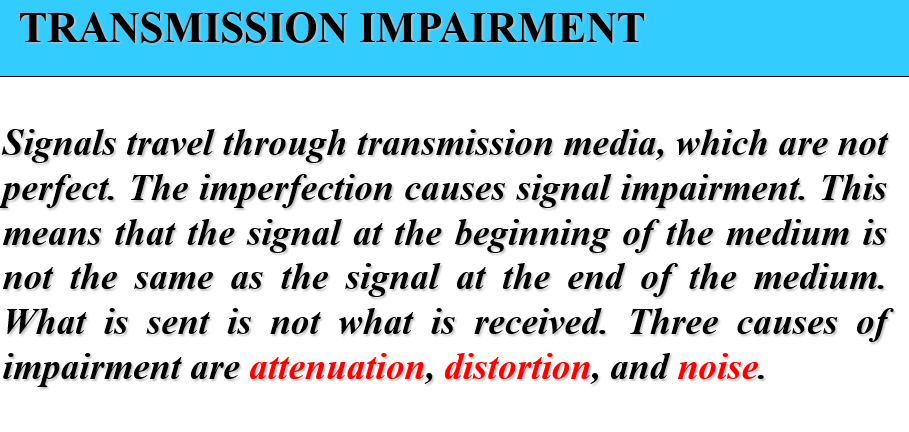 TRANSMISSION IMPAIRMENT
Signals travel through transmission media, which are not
perfect. The imperfection causes signal impairment. This
means that the signal at the beginning of the medium is
not the same as the signal at the end of the medium.
What is sent is not what is received. Three causes of
impairment are attenuation, distortion, and noise.